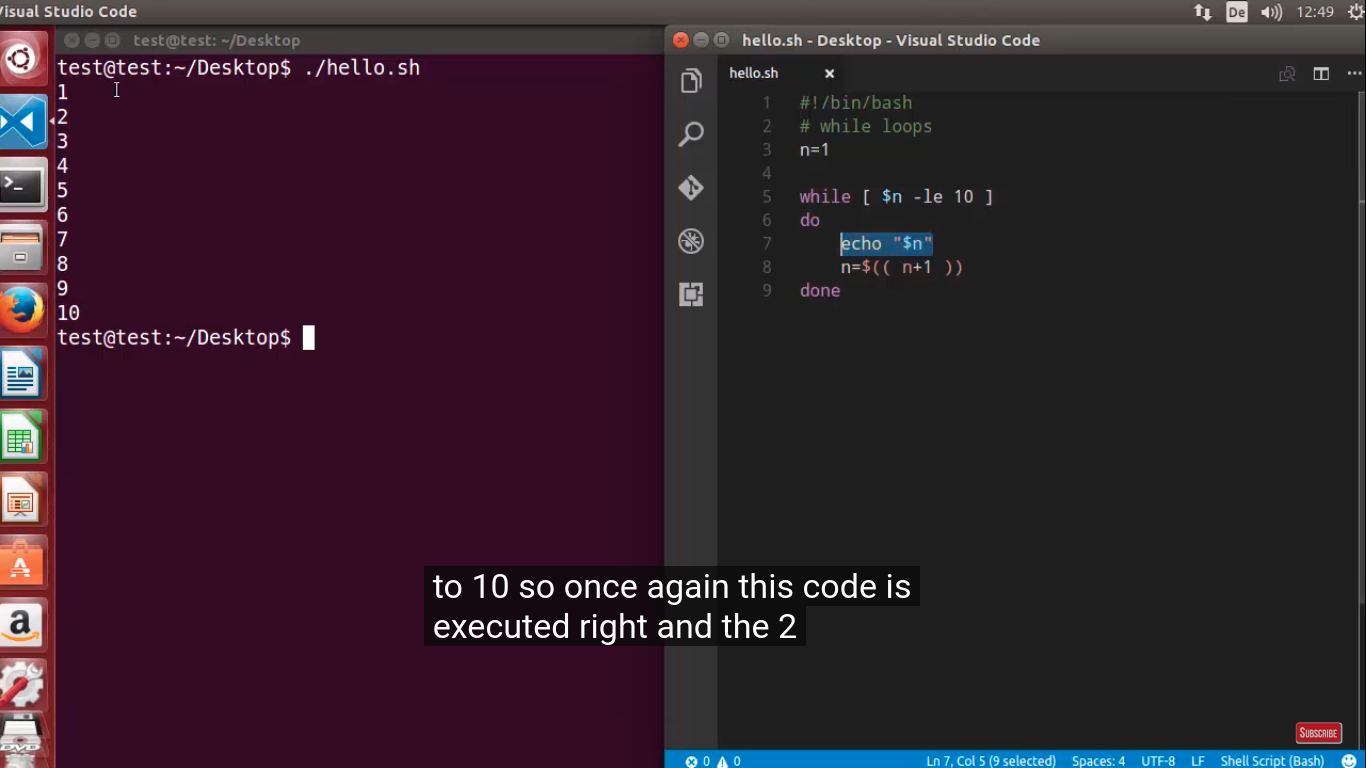 Visual Studio Code
De
12:49
test@test: ~/Desktop
test@test:~/Desktop$ ./hello.sh
1
2
3
4
5
6
7
8
9
10
test@test:~/Desktop$
hello.sh - Desktop - Visual Studio Code
hello.sh
1 #!/bin/bash
2 # while loops
3 n=1
4
5 while [ $n -le 10 ]
6 do
7 echo "$n"
8 n=$(( n+1 ))
9 done
to 10 so once again this code is
executed right and the 2
SUBSCRIBE
0 0 Ln 7, Col 5 (9 selected) Spaces: 4 UTF-8 LF Shell Script (Bash)
a
DVD